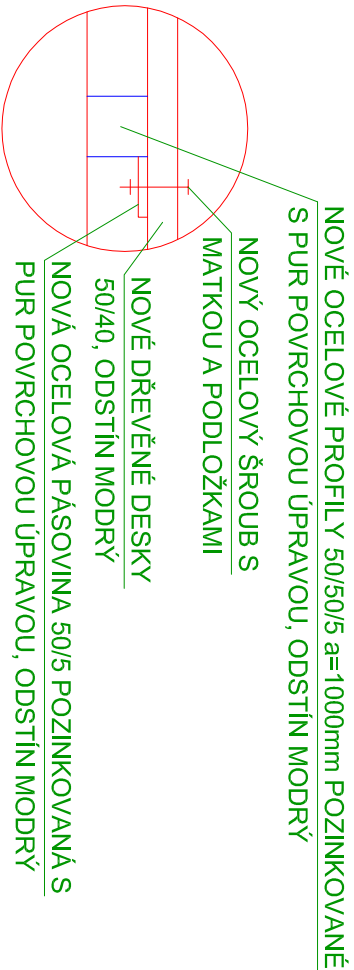 NOVÉ OCELOVÉ PROFILY 50/50/5 a=1000mm POZINKOVANÉ
S PUR POVRCHOVOU ÚPRAVOU, ODSTÍN MODRÝ
NOVÝ OCELOVÝ ŠROUB S
MATKOU A PODLOŽKAMI
NOVÉ DŘEVĚNÉ DESKY
50/40, ODSTÍN MODRÝ
NOVÁ OCELOVÁ PÁSOVINA 50/5 POZINKOVANÁ S
PUR POVRCHOVOU ÚPRAVOU, ODSTÍN MODRÝ